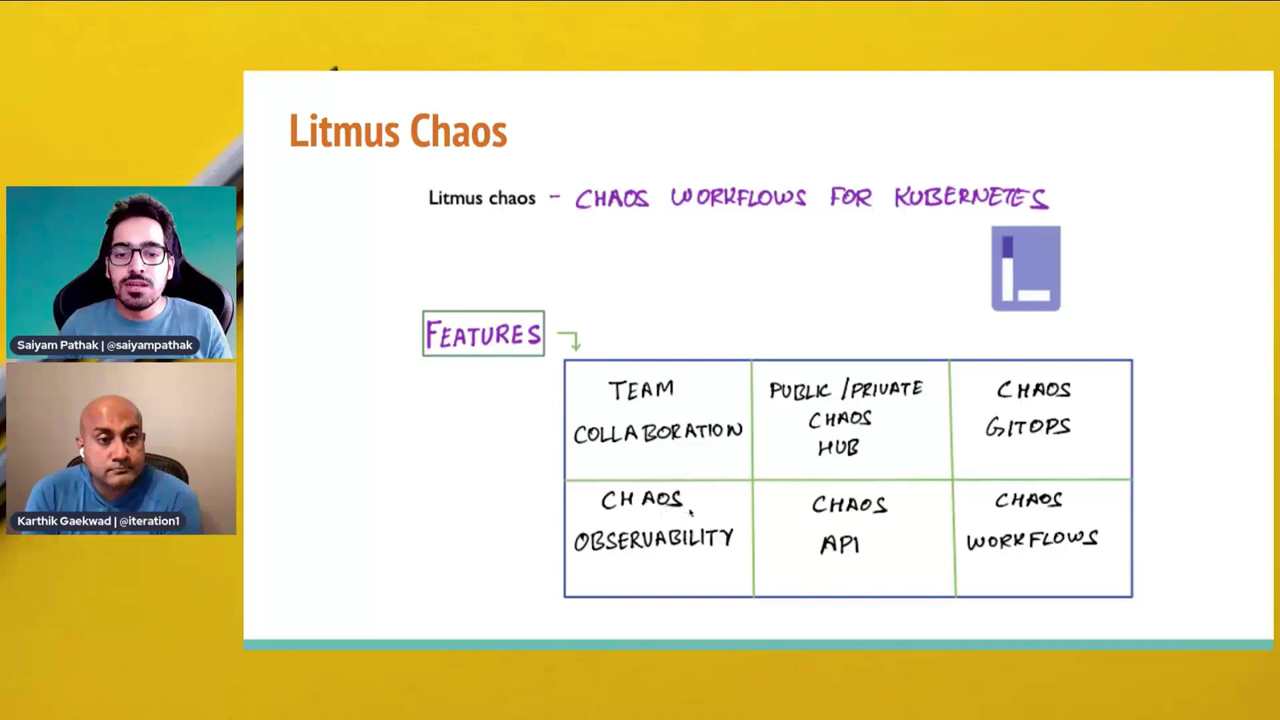 Litmus Chaos
Litmus chaos - CHAOS WORKFLOWS FOR KUBERNETES
FEATURES
TEAM
COLLABORATION
PUBLIC /PRIVATE
CHAOS
HUB
CHAOS
GITOPS
CHAOS
OBSERVABILITY
CHAOS
API
CHAOS
WORKFLOWS
Saiyam Pathak | @saiyampathak
Karthik Gaekwad | @iteration1